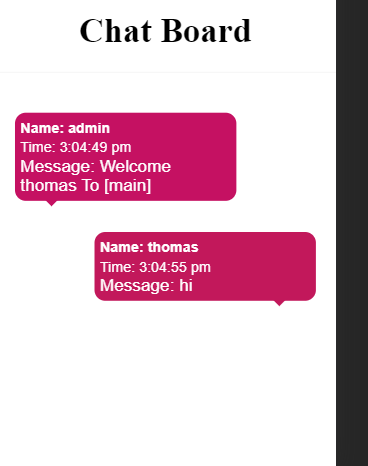 Chat Board
Name: admin
Time: 3:04:49 pm
Message: Welcome
thomas To [main]
Name: thomas
Time: 3:04:55 pm
Message: hi